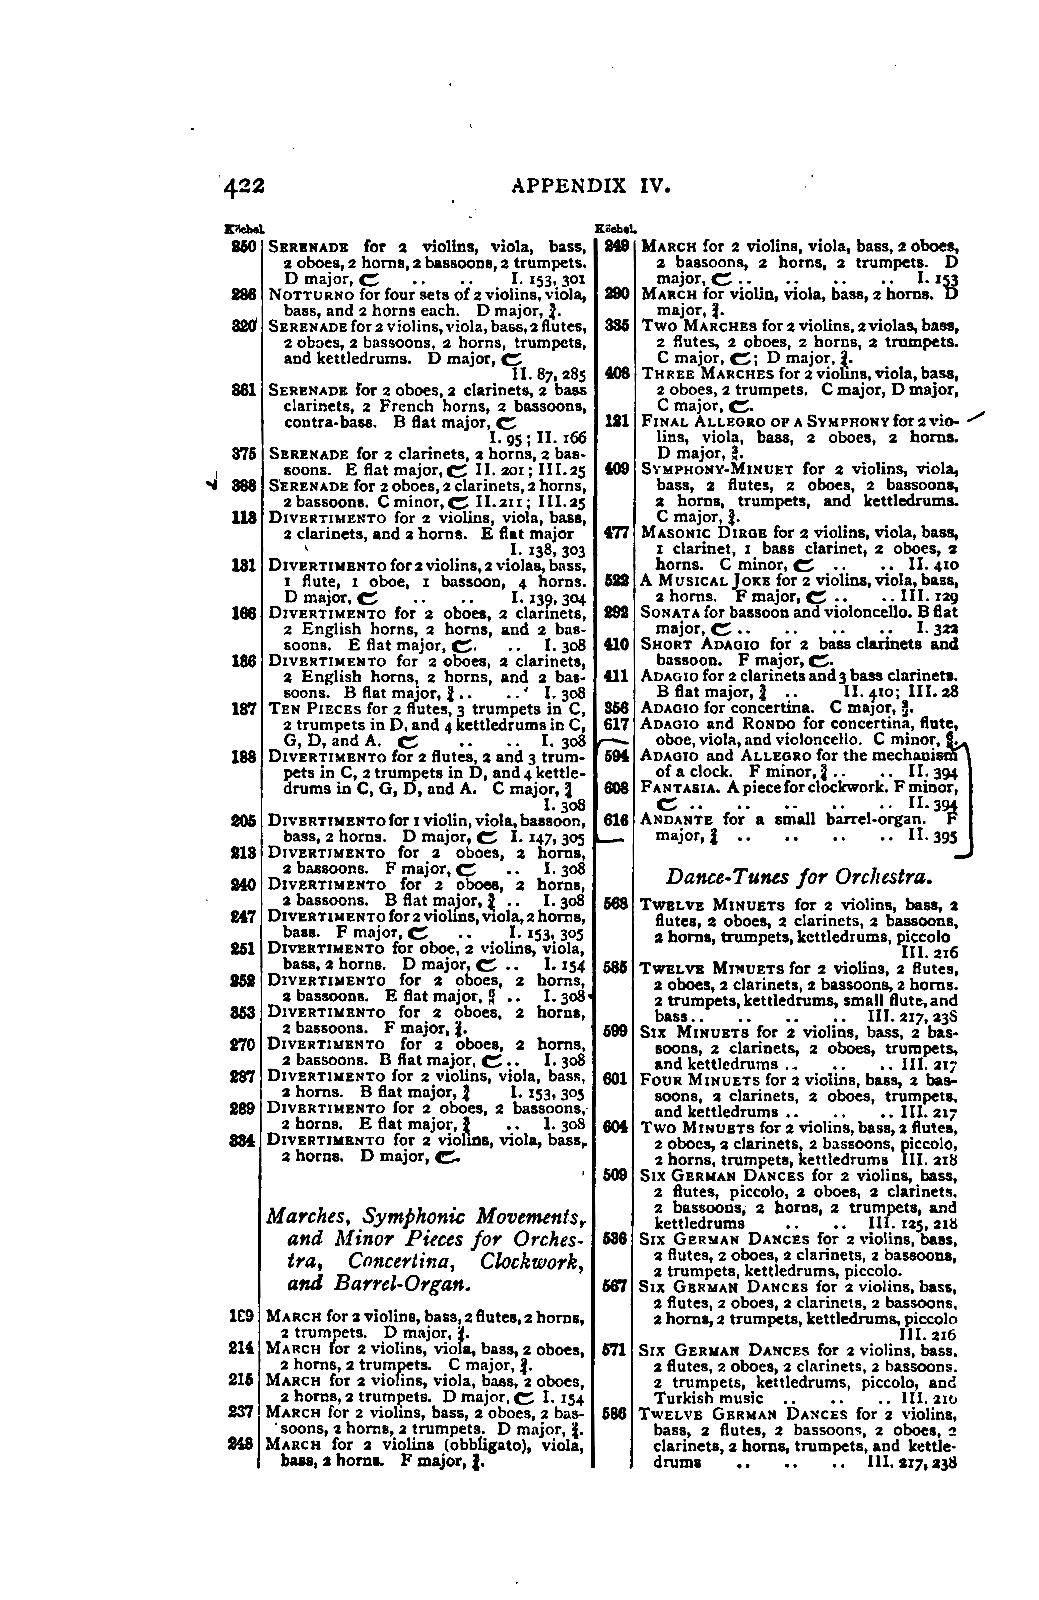 422 APPENDIX IV.
Köchel.
250 SERENADE for 2 violins, viola, bass,
2 oboes, 2 horns, 2 bassoons, 2 trumpets.
D major, C .. .. I. 153, 301
286 NOTTURNO for four sets of 2 violins, viola,
bass, and 2 horns each. D major, 3/4.
320 SERENADE for 2 violins, viola, bass, 2 flutes,
2 oboes, 2 bassoons, 2 horns, trumpets,
and kettledrums. D major, C
II. 87, 285
361 SERENADE for 2 oboes, 2 clarinets, 2 bass
clarinets, 2 French horns, 2 bassoons,
contra-bass. B flat major, C
I. 95; II. 166
375 SERENADE for 2 clarinets, 2 horns, 2 bas-
soons. E flat major, C II. 201; III. 25
388 SERENADE for 2 oboes, 2 clarinets, 2 horns,
2 bassoons. C minor, C II. 211; III. 25
113 DIVERTIMENTO for 2 violins, viola, bass,
2 clarinets, and 2 horns. E flat major
I. 138, 303
131 DIVERTIMENTO for 2 violins, 2 violas, bass,
1 flute, 1 oboe, 1 bassoon, 4 horns.
D major, C .. .. I. 139, 304
166 DIVERTIMENTO for 2 oboes, 2 clarinets,
2 English horns, 2 horns, and 2 bas-
soons. E flat major, C. .. I. 308
186 DIVERTIMENTO for 2 oboes, 2 clarinets,
2 English horns, 2 horns, and 2 bas-
soons. B flat major, 3/4 .. .. I. 308
187 TEN PIECES for 2 flutes, 3 trumpets in C,
2 trumpets in D, and 4 kettledrums in C,
G, D, and A. C .. .. I. 308
188 DIVERTIMENTO for 2 flutes, 2 and 3 trum-
pets in C, 2 trumpets in D, and 4 kettle-
drums in C, G, D, and A. C major, 3/4
I. 308
205 DIVERTIMENTO for 1 violin, viola, bassoon,
bass, 2 horns. D major, C I. 147, 305
213 DIVERTIMENTO for 2 oboes, 2 horns,
2 bassoons. F major, C .. I. 308
240 DIVERTIMENTO for 2 oboes, 2 horns,
2 bassoons. B flat major, 3/4 .. I. 308
247 DIVERTIMENTO for 2 violins, viola, 2 horns,
bass. F major, C .. I. 153, 305
251 DIVERTIMENTO for oboe, 2 violins, viola,
bass, 2 horns. D major, C .. I. 154
252 DIVERTIMENTO for 2 oboes, 2 horns,
2 bassoons. E flat major, .. I. 308
253 DIVERTIMENTO for 2 oboes, 2 horns,
2 bassoons. F major, 2/4.
270 DIVERTIMENTO for 2 oboes, 2 horns,
2 bassoons. B flat major, C .. I. 308
287 DIVERTIMENTO for 2 violins, viola, bass,
2 horns. B flat major, 2/4 I. 153, 305
289 DIVERTIMENTO for 2 oboes, 2 bassoons,
2 horns. E flat major, .. I. 308
334 DIVERTIMENTO for 2 violins, viola, bass,
2 horns. D major, C.
Marches, Symphonic Movements,
and Minor Pieces for Orches-
tra, Concertina, Clockwork,
and Barrel-Organ.
189 MARCH for 2 violins, bass, 2 flutes, 2 horns,
2 trumpets. D major, 2/4.
214 MARCH for 2 violins, viola, bass, 2 oboes,
2 horns, 2 trumpets. C major, 2/4.
215 MARCH for 2 violins, viola, bass, 2 oboes,
2 horns, 2 trumpets. D major, C I. 154
237 MARCH for 2 violins, bass, 2 oboes, 2 bas-
soons, 2 horns, 2 trumpets. D major, 2/4.
248 MARCH for 2 violins (obbligato), viola,
bass, 2 horns. F major, 2/4.
Köchel.
249 MARCH for 2 violins, viola, bass, 2 oboes,
2 bassoons, 2 horns, 2 trumpets. D
major, C .. .. .. .. I. 153
290 MARCH for violin, viola, bass, 2 horns. D
major, 2/4.
335 TWO MARCHES for 2 violins, 2 violas, bass,
2 flutes, 2 oboes, 2 horns, 2 trumpets.
C major, C; D major, 2/4.
408 THREE MARCHES for 2 violins, viola, bass,
2 oboes, 2 trumpets. C major, D major,
C major, C.
121 FINAL ALLEGRO OF A SYMPHONY for 2 vio-
lins, viola, bass, 2 oboes, 2 horns.
D major, 3/8.
409 SYMPHONY-MINUET for 2 violins, viola,
bass, 2 flutes, 2 oboes, 2 bassoons,
2 horns, trumpets, and kettledrums.
C major, 3/4.
477 MASONIC DIRGE for 2 violins, viola, bass,
1 clarinet, 1 bass clarinet, 2 oboes, 2
horns. C minor, C .. .. II. 410
522 A MUSICAL JOKE for 2 violins, viola, bass,
2 horns. F major, C .. .. III. 129
292 SONATA for bassoon and violoncello. B flat
major, C .. .. .. .. I. 322
410 SHORT ADAGIO for 2 bass clarinets and
bassoon. F major, C.
411 ADAGIO for 2 clarinets and 3 bass clarinets.
B flat major, .. II. 410; III. 28
356 ADAGIO for concertina. C major,
617 ADAGIO and RONDO for concertina, flute,
oboe, viola, and violoncello. C minor,
594 ADAGIO and ALLEGRO for the mechanism
of a clock. F minor, 3/4 .. .. II. 394
608 FANTASIA. A piece for clockwork. F minor,
C .. .. .. .. .. II. 394
616 ANDANTE for a small barrel-organ. F
major, 2/4 .. .. .. .. II. 395
Dance-Tunes for Orchestra.
568 TWELVE MINUETS for 2 violins, bass, 2
flutes, 2 oboes, 2 clarinets, 2 bassoons,
2 horns, trumpets, kettledrums, piccolo
III. 216
585 TWELVE MINUETS for 2 violins, 2 flutes,
2 oboes, 2 clarinets, 2 bassoons, 2 horns.
2 trumpets, kettledrums, small flute, and
bass .. .. .. .. III. 217, 238
599 SIX MINUETS for 2 violins, bass, 2 bas-
soons, 2 clarinets, 2 oboes, trumpets,
and kettledrums .. .. .. III. 217
601 FOUR MINUETS for 2 violins, bass, 2 bas-
soons, 2 clarinets, 2 oboes, trumpets,
and kettledrums .. .. .. III. 217
604 TWO MINUETS for 2 violins, bass, 2 flutes,
2 oboes, 2 clarinets, 2 bassoons, piccolo,
2 horns, trumpets, kettledrums III. 218
509 SIX GERMAN DANCES for 2 violins, bass,
2 flutes, piccolo, 2 oboes, 2 clarinets,
2 bassoons, 2 horns, 2 trumpets, and
kettledrums .. .. III. 125, 218
536 SIX GERMAN DANCES for 2 violins, bass,
2 flutes, 2 oboes, 2 clarinets, 2 bassoons,
2 trumpets, kettledrums, piccolo.
567 SIX GERMAN DANCES for 2 violins, bass,
2 flutes, 2 oboes, 2 clarinets, 2 bassoons,
2 horns, 2 trumpets, kettledrums, piccolo
III. 216
571 SIX GERMAN DANCES for 2 violins, bass,
2 flutes, 2 oboes, 2 clarinets, 2 bassoons.
2 trumpets, kettledrums, piccolo, and
Turkish music .. .. .. III. 210
586 TWELVE GERMAN DANCES for 2 violins,
bass, 2 flutes, 2 bassoons, 2 oboes, 2
clarinets, 2 horns, trumpets, and kettle-
drums .. .. .. III. 217, 238